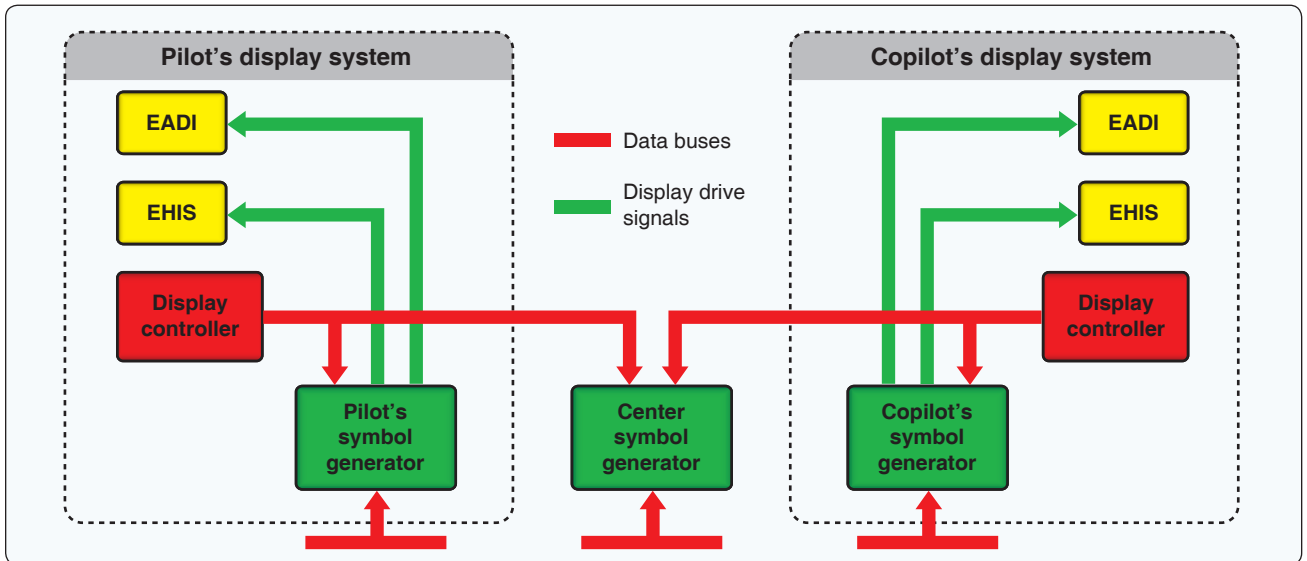 Pilot’s display system
EADI
EHIS
Display
controller
Pilot’s
symbol
generator
Data buses
Display drive
signals
Center
symbol
generator
Copilot’s display system
EADI
EHIS
Display
controller
Copilot’s
symbol
generator